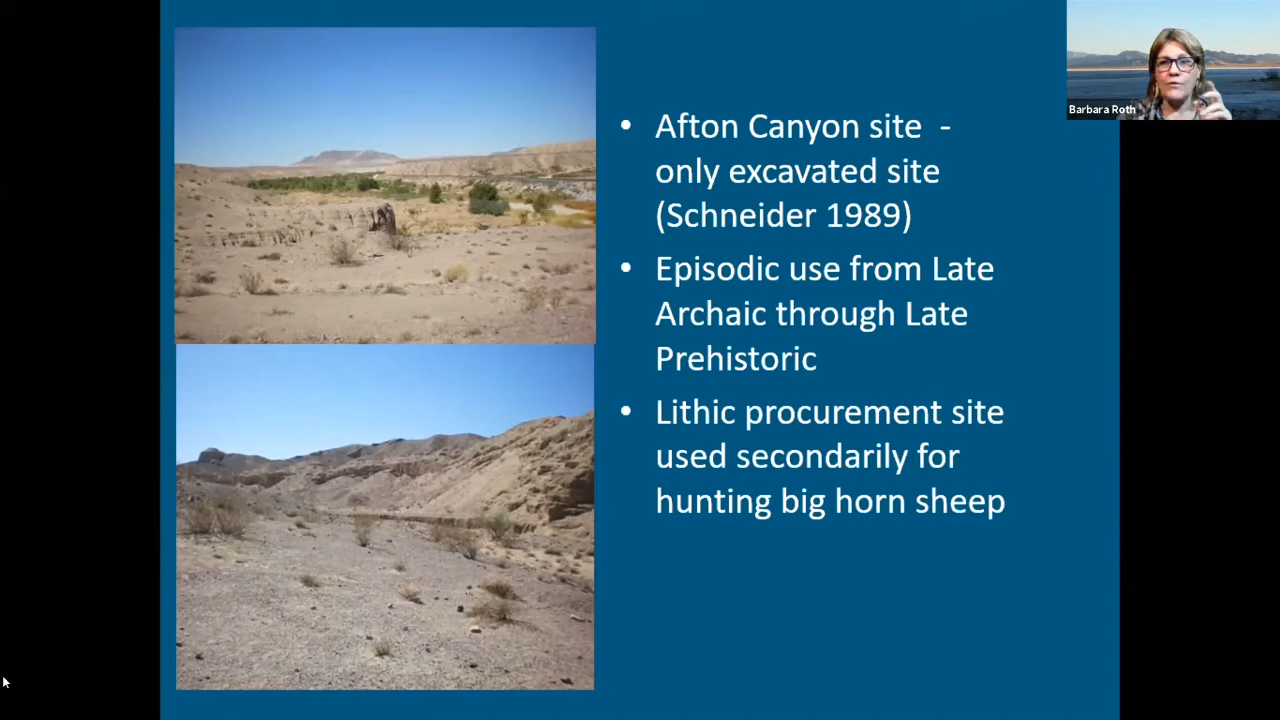 Barbara Roth
• Afton Canyon site -
only excavated site
(Schneider 1989)
• Episodic use from Late
Archaic through Late
Prehistoric
• Lithic procurement site
used secondarily for
hunting big horn sheep